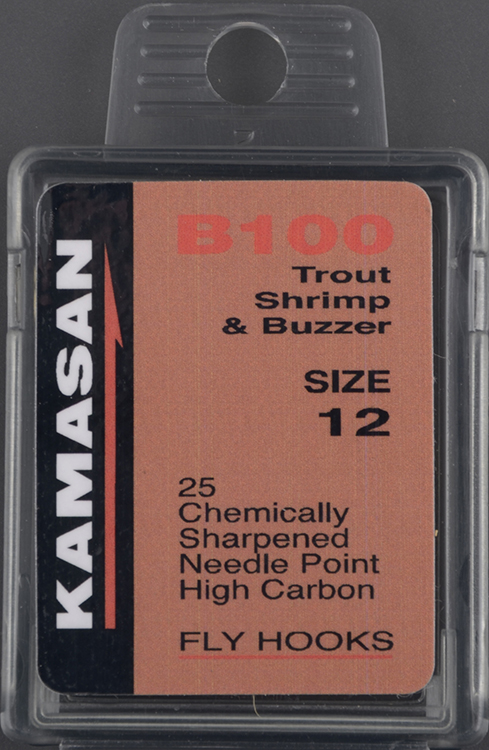 KAMASAN
B100
Trout
Shrimp
& Buzzer
SIZE
12
25
Chemically
Sharpened
Needle Point
High Carbon
FLY HOOKS